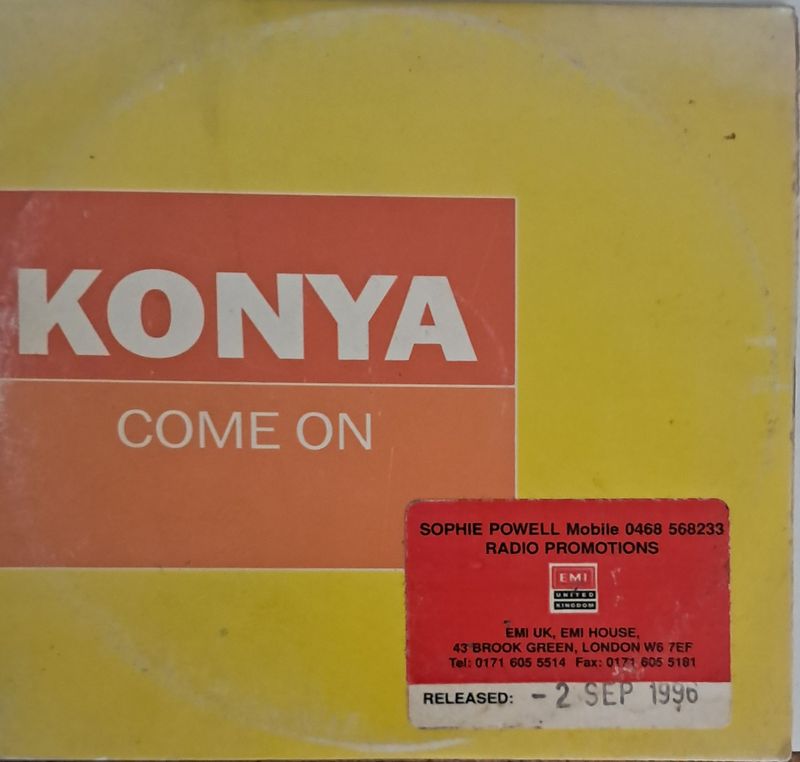 KONYA
COME ON
SOPHIE POWELL Mobile 0468 568233
RADIO PROMOTIONS
EMI
UNITED
KINGDOM
EMI UK, EMI HOUSE,
43 BROOK GREEN, LONDON W6 7EF
Tel: 0171 605 5514 Fax: 0171 605 5181
RELEASED: - 2 SEP 1996